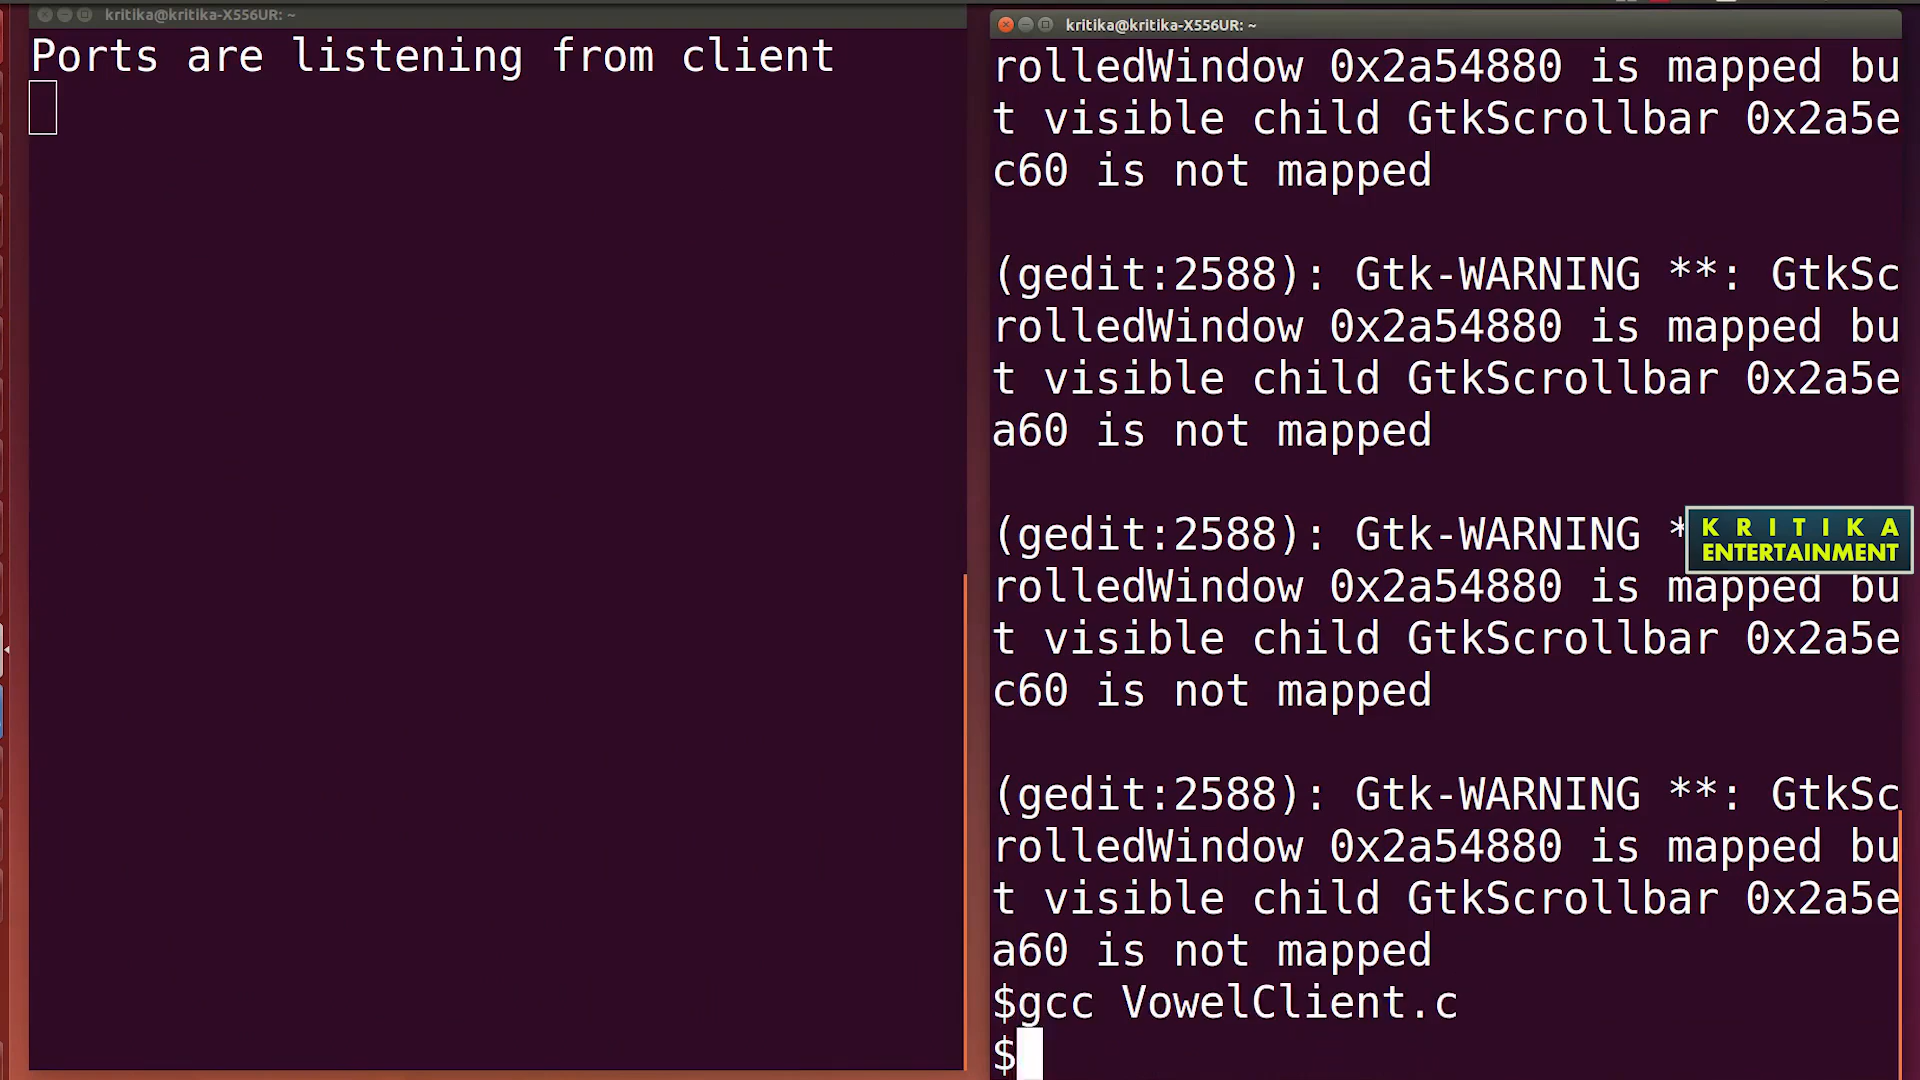 kritika@kritika-X556UR: ~
Ports are listening from client
kritika@kritika-X556UR: ~
rolledWindow 0x2a54880 is mapped bu
t visible child GtkScrollbar 0x2a5e
c60 is not mapped
(gedit:2588): Gtk-WARNING **: GtkSc
rolledWindow 0x2a54880 is mapped bu
t visible child GtkScrollbar 0x2a5e
a60 is not mapped
(gedit:2588): Gtk-WARNING *
KRITIKA
ENTERTAINMENT
rolledWindow 0x2a54880 is mapped bu
t visible child GtkScrollbar 0x2a5e
c60 is not mapped
(gedit:2588): Gtk-WARNING **: GtkSc
rolledWindow 0x2a54880 is mapped bu
t visible child GtkScrollbar 0x2a5e
a60 is not mapped
$gcc VowelClient.c
$